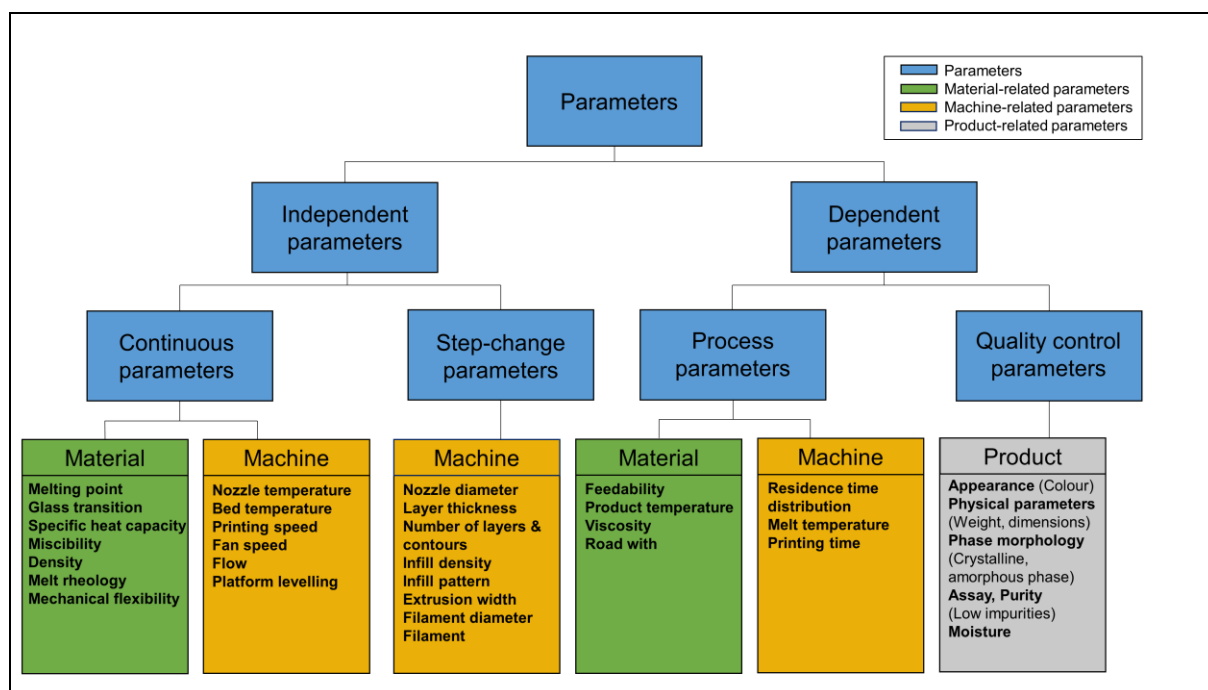 Parameters
Parameters
Material-related parameters
Machine-related parameters
Product-related parameters
Independent
parameters
Dependent
parameters
Continuous
parameters
Step-change
parameters
Process
parameters
Quality control
parameters
Material
Melting point
Glass transition
Specific heat capacity
Miscibility
Density
Melt rheology
Mechanical flexibility
Machine
Nozzle temperature
Bed temperature
Printing speed
Fan speed
Flow
Platform levelling
Machine
Nozzle diameter
Layer thickness
Number of layers &
contours
Infill density
Infill pattern
Extrusion width
Filament diameter
Filament
Material
Feedability
Product temperature
Viscosity
Road with
Machine
Residence time
distribution
Melt temperature
Printing time
Product
Appearance (Colour)
Physical parameters
(Weight, dimensions)
Phase morphology
(Crystalline,
amorphous phase)
Assay, Purity
(Low impurities)
Moisture